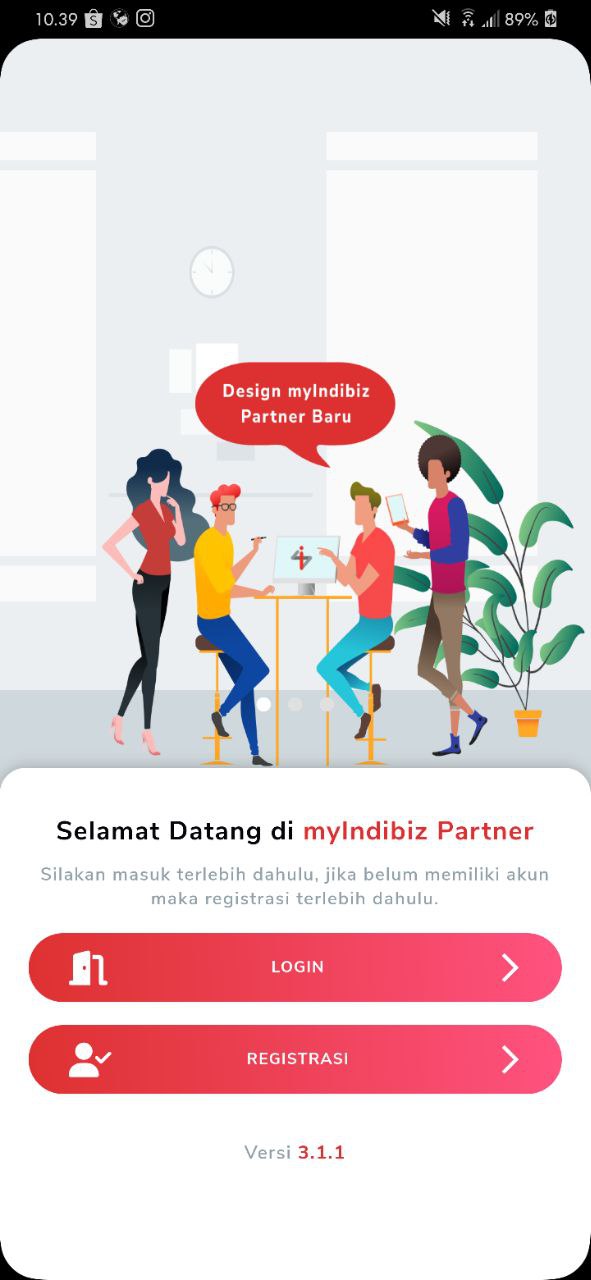 10.39
89%
Design myIndibiz
Partner Baru
Selamat Datang di myIndibiz Partner
Silakan masuk terlebih dahulu, jika belum memiliki akun
maka registrasi terlebih dahulu.
LOGIN
REGISTRASI
Versi 3.1.1